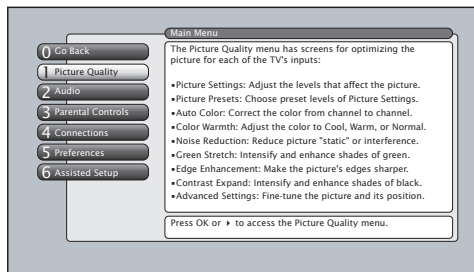 Main Menu
0 Go Back
1 Picture Quality
2 Audio
3 Parental Controls
4 Connections
5 Preferences
6 Assisted Setup
The Picture Quality menu has screens for optimizing the
picture for each of the TV's inputs:
▪Picture Settings: Adjust the levels that affect the picture.
▪Picture Presets: Choose preset levels of Picture Settings.
▪Auto Color: Correct the color from channel to channel.
▪Color Warmth: Adjust the color to Cool, Warm, or Normal.
▪Noise Reduction: Reduce picture "static" or interference.
▪Green Stretch: Intensify and enhance shades of green.
▪Edge Enhancement: Make the picture's edges sharper.
▪Contrast Expand: Intensify and enhance shades of black.
▪Advanced Settings: Fine-tune the picture and its position.
Press OK or ▸ to access the Picture Quality menu.